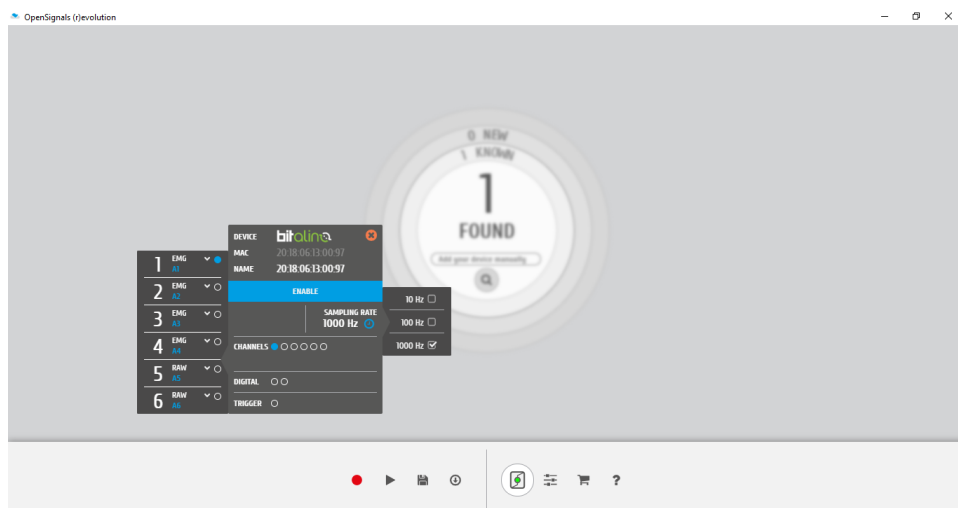 OpenSignals (r)evolution
0 NEW
1 KNOWN
1
FOUND
Add your device manually
DEVICE bitalino
MAC 20:18:06:13:00:97
NAME 20:18:06:13:00:97
ENABLE
SAMPLING RATE
1000 Hz
CHANNELS
DIGITAL
TRIGGER
1 EMG
A1
2 EMG
A2
3 EMG
A3
4 EMG
A4
5 RAW
A5
6 RAW
A6
10 Hz
100 Hz
1000 Hz
?